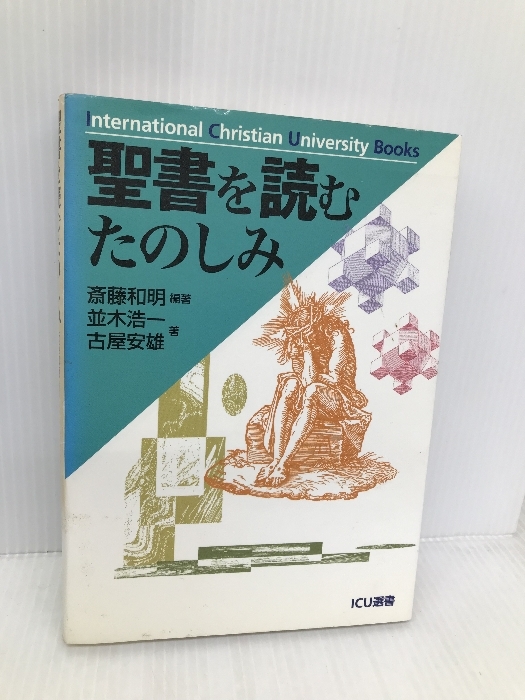 International Christian University Books
聖書を読む
たのしみ
斎藤和明 編著
並木浩一
古屋安雄 著
ICU選書